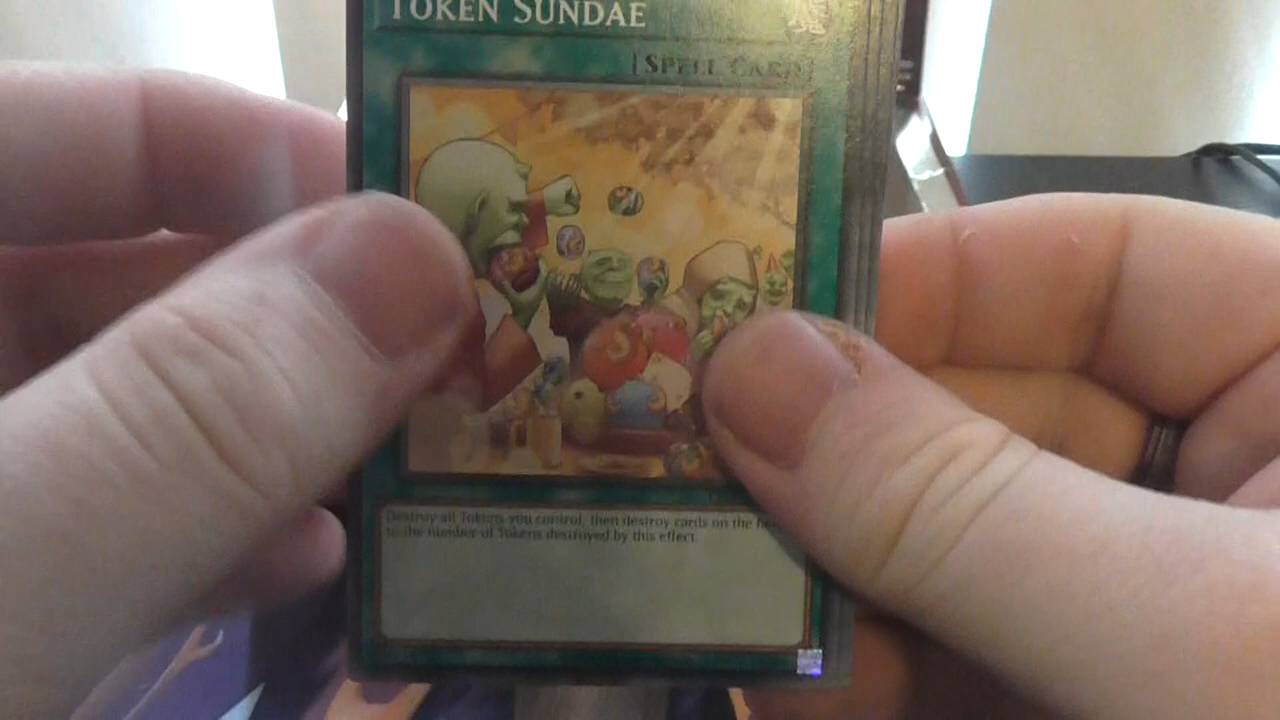 TOKEN SUNDAE
[SPELL CARD]
Destroy all Tokens you control, then destroy cards on the
to the number of Tokens destroyed by this effect.